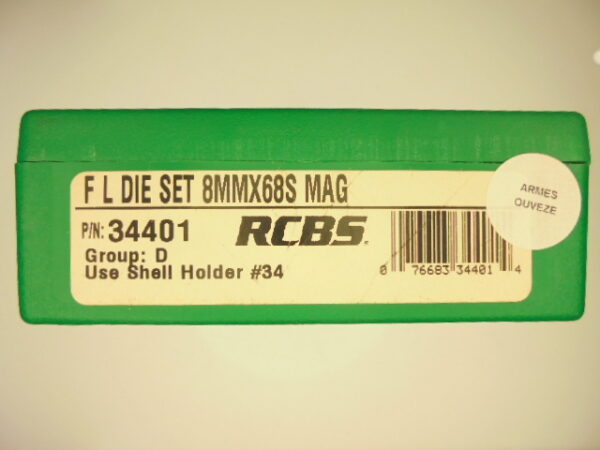 F L DIE SET 8MMX68S MAG
P/N: 34401
RCBS.
Group: D
Use Shell Holder #34
0 76683 34401 4
ARMES
OUVEZE